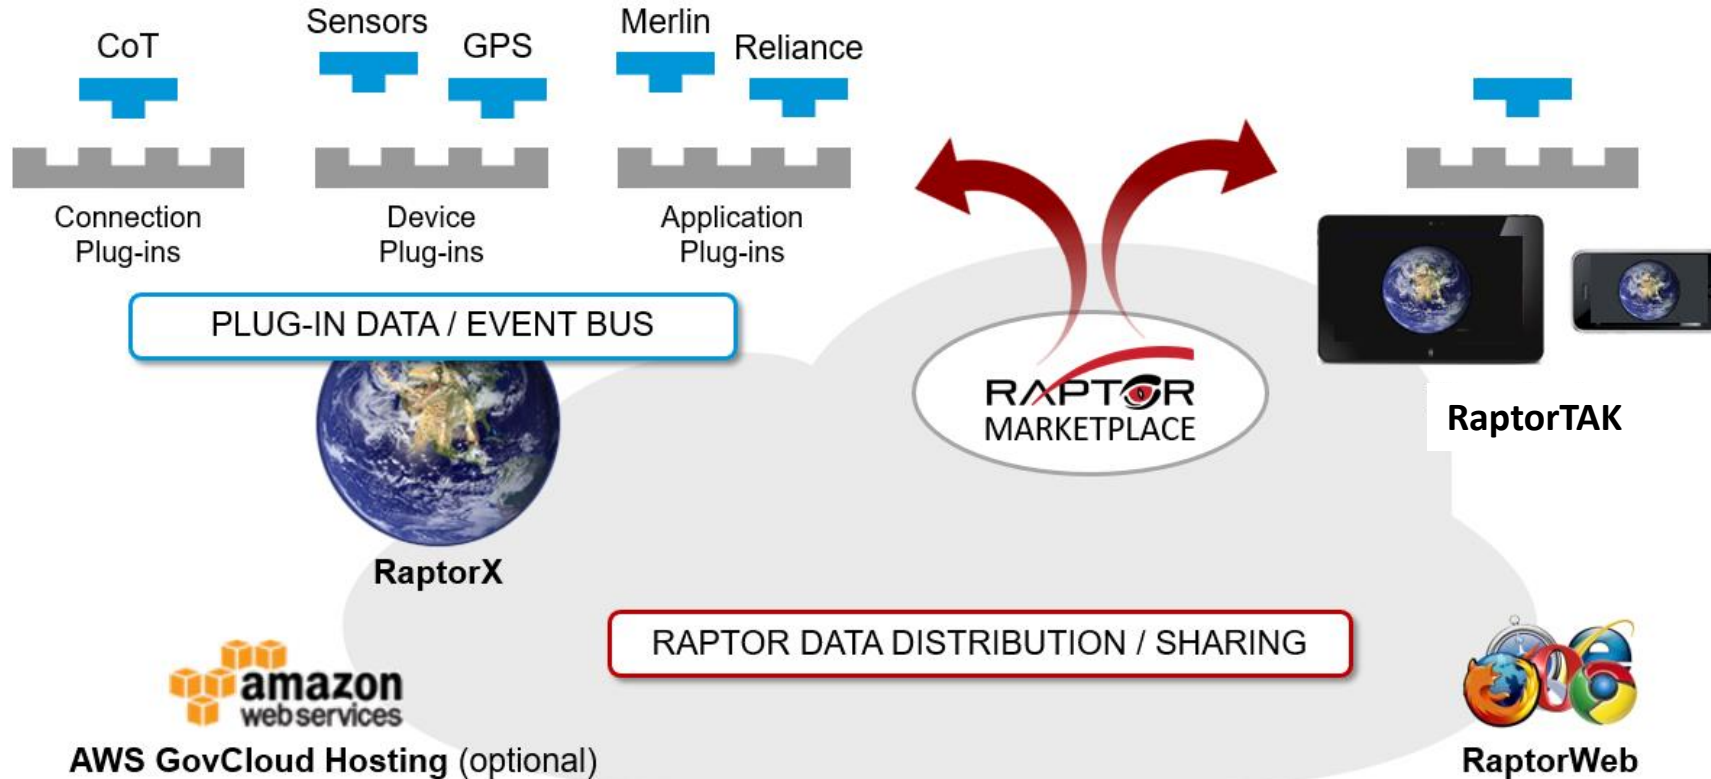 Sensors
Merlin
CoT
GPS
Reliance
Connection
Plug-ins
Device
Plug-ins
Application
Plug-ins
PLUG-IN DATA / EVENT BUS
RAPTOR
MARKETPLACE
RaptorTAK
RaptorX
RAPTOR DATA DISTRIBUTION / SHARING
amazon
webservices
AWS GovCloud Hosting (optional)
RaptorWeb